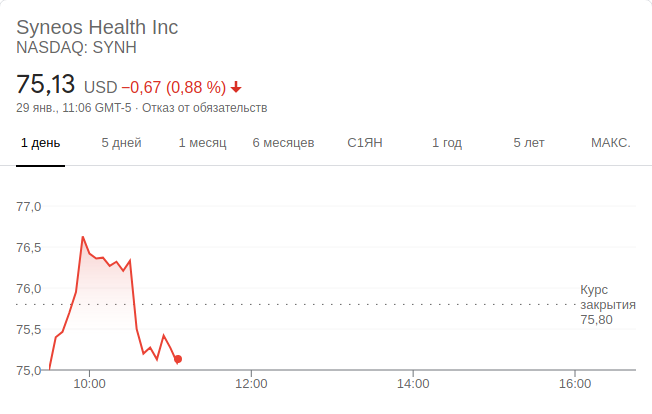 Syneos Health Inc
NASDAQ: SYNH
75,13 USD −0,67 (0,88 %)
29 янв., 11:06 GMT-5 · Отказ от обязательств
1 день 5 дней 1 месяц 6 месяцев С1ЯН 1 год 5 лет МАКС.
77,0
76,5
76,0
75,5
75,0
Курс
закрытия
75,80
10:00 12:00 14:00 16:00